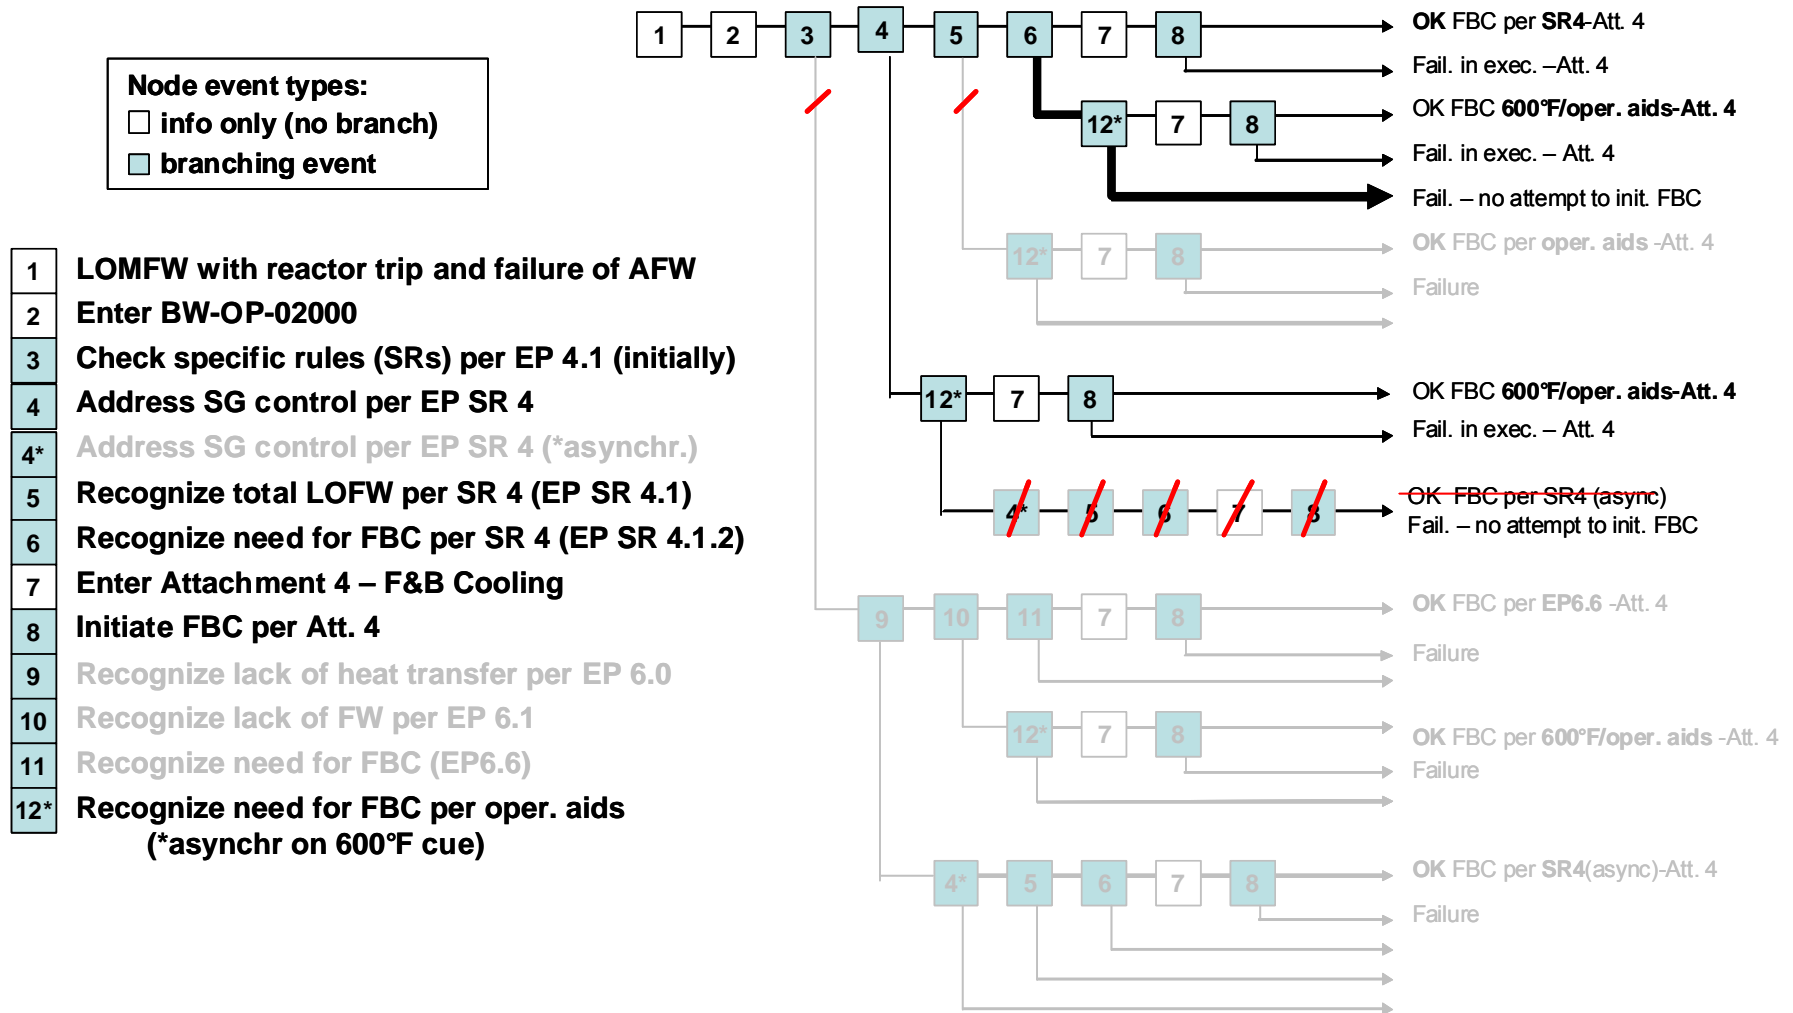 1 2 3 4 5 6 7 8 OK FBC per SR4-Att. 4
Fail. in exec. –Att. 4
Node event types:
info only (no branch)
branching event
12* 7 8 OK FBC 600°F/oper. aids-Att. 4
Fail. in exec. – Att. 4
Fail. – no attempt to init. FBC
12* 7 8 OK FBC per oper. aids -Att. 4
Failure
1 LOMFW with reactor trip and failure of AFW
2 Enter BW-OP-02000
3 Check specific rules (SRs) per EP 4.1 (initially)
4 Address SG control per EP SR 4
4* Address SG control per EP SR 4 (*asynchr.)
5 Recognize total LOFW per SR 4 (EP SR 4.1)
6 Recognize need for FBC per SR 4 (EP SR 4.1.2)
7 Enter Attachment 4 – F&B Cooling
8 Initiate FBC per Att. 4
9 Recognize lack of heat transfer per EP 6.0
10 Recognize lack of FW per EP 6.1
11 Recognize need for FBC (EP6.6)
12* Recognize need for FBC per oper. aids
(*asynchr on 600°F cue)
12* 7 8 OK FBC 600°F/oper. aids-Att. 4
Fail. in exec. – Att. 4
4* 5 6 7 8 OK FBC per SR4 (async)
Fail. – no attempt to init. FBC
9 10 11 7 8 OK FBC per EP6.6 -Att. 4
Failure
12* 7 8 OK FBC per 600°F/oper. aids -Att. 4
Failure
4* 5 6 7 8 OK FBC per SR4(async)-Att. 4
Failure